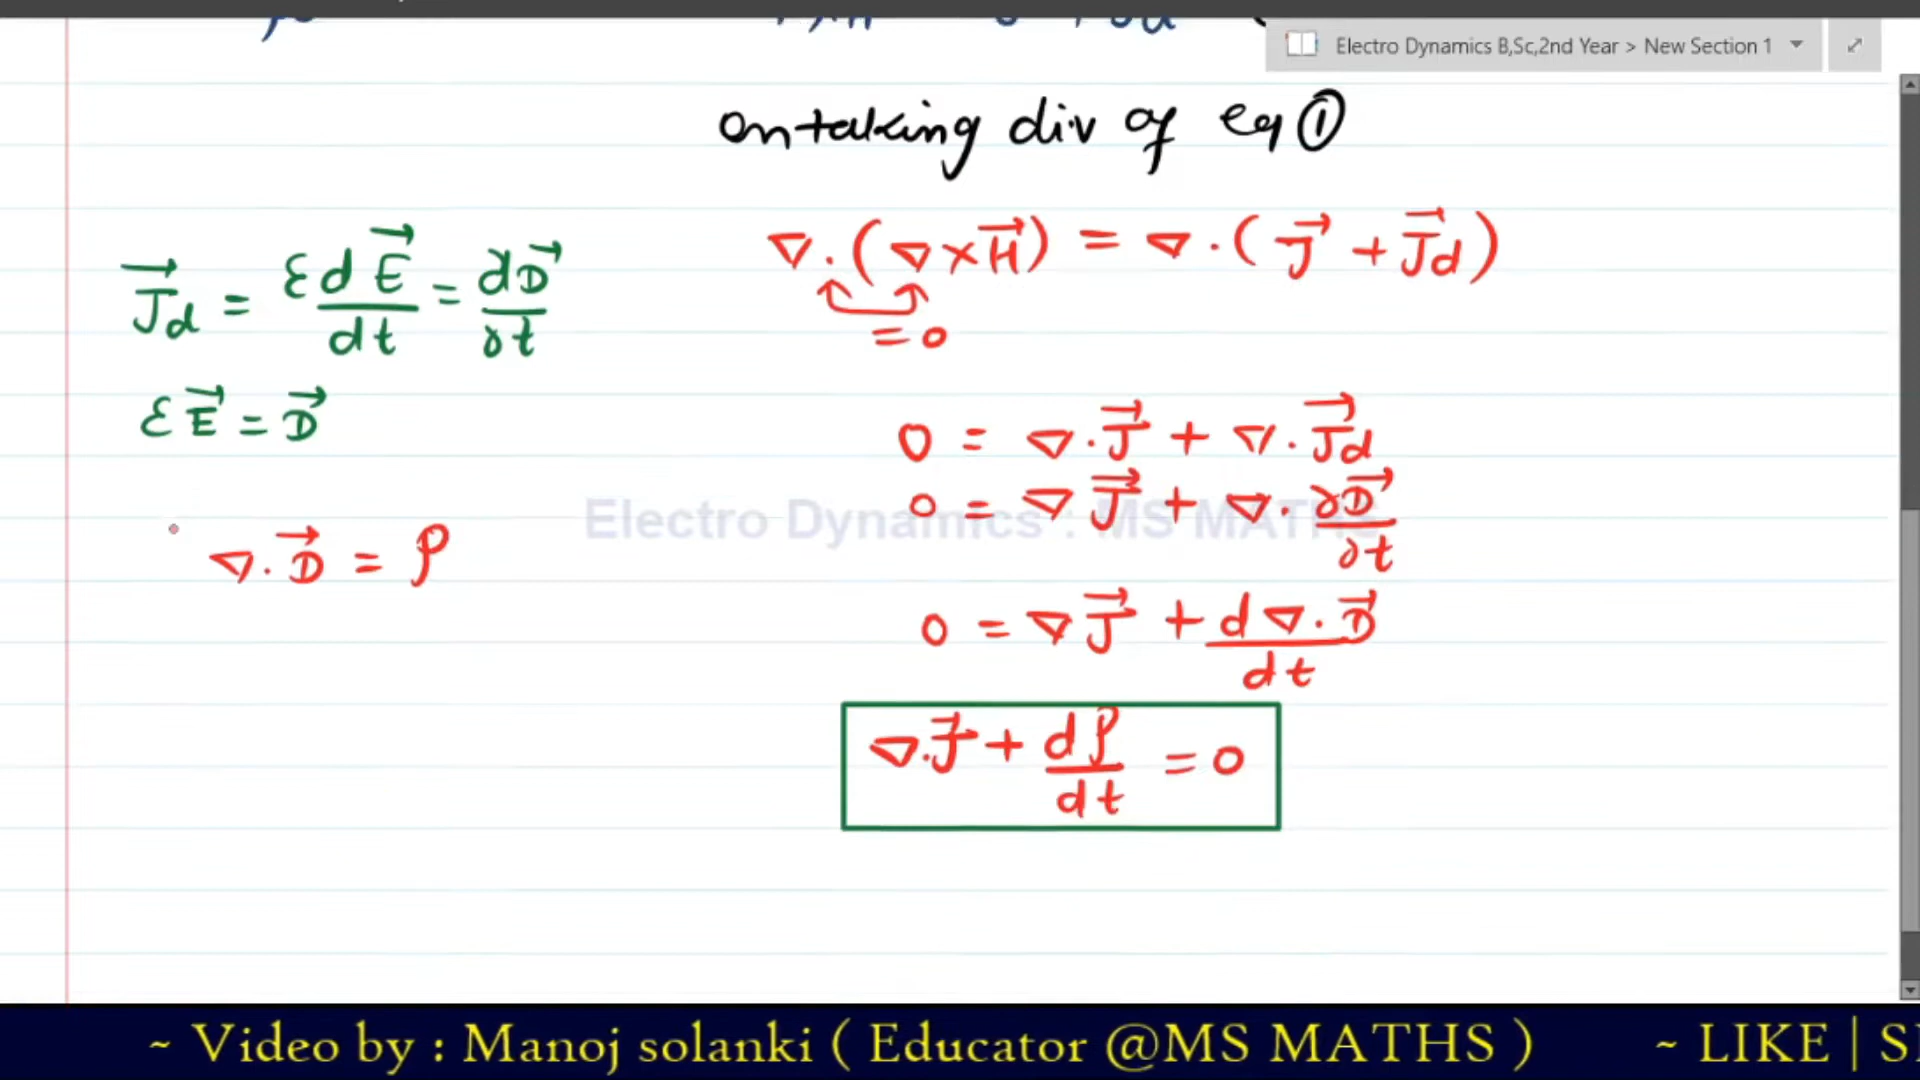 Electro Dynamics B,Sc,2nd Year > New Section 1
on taking div of eq ①
∇⃗.(∇×H⃗) = ∇.(J⃗ + J⃗d)
= 0
J⃗d = ε dE⃗/dt = ∂D⃗/∂t
εE⃗ = D⃗
0 = ∇.J⃗ + ∇.J⃗d
0 = ∇J⃗ + ∇.∂D⃗/∂t
Electro Dynamics : MS MATHS
∇.D⃗ = ρ
0 = ∇J⃗ + d∇.D⃗/dt
∇.J⃗ + dρ/dt = 0
~ Video by : Manoj solanki ( Educator @MS MATHS ) ~ LIKE |